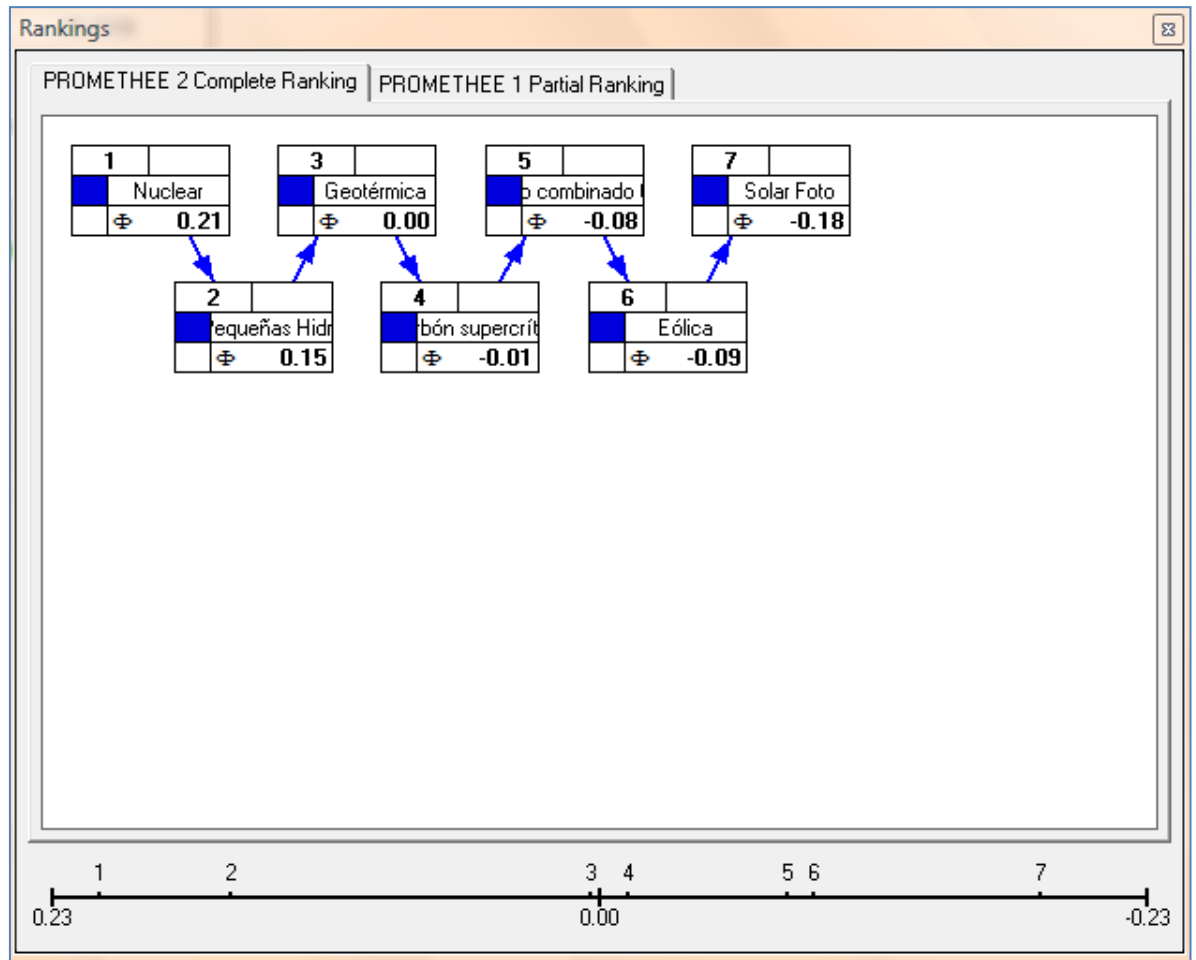 Rankings
PROMETHEE 2 Complete Ranking PROMETHEE 1 Partial Ranking
1 3 5 7
Nuclear Geotérmica o combinado Solar Foto
Φ 0.21 Φ 0.00 Φ -0.08 Φ -0.18
2 4 6
equeñas Hidr bón supercrít Eólica
Φ 0.15 Φ -0.01 Φ -0.09
1 2 3 4 5 6 7
0.23 0.00 -0.23